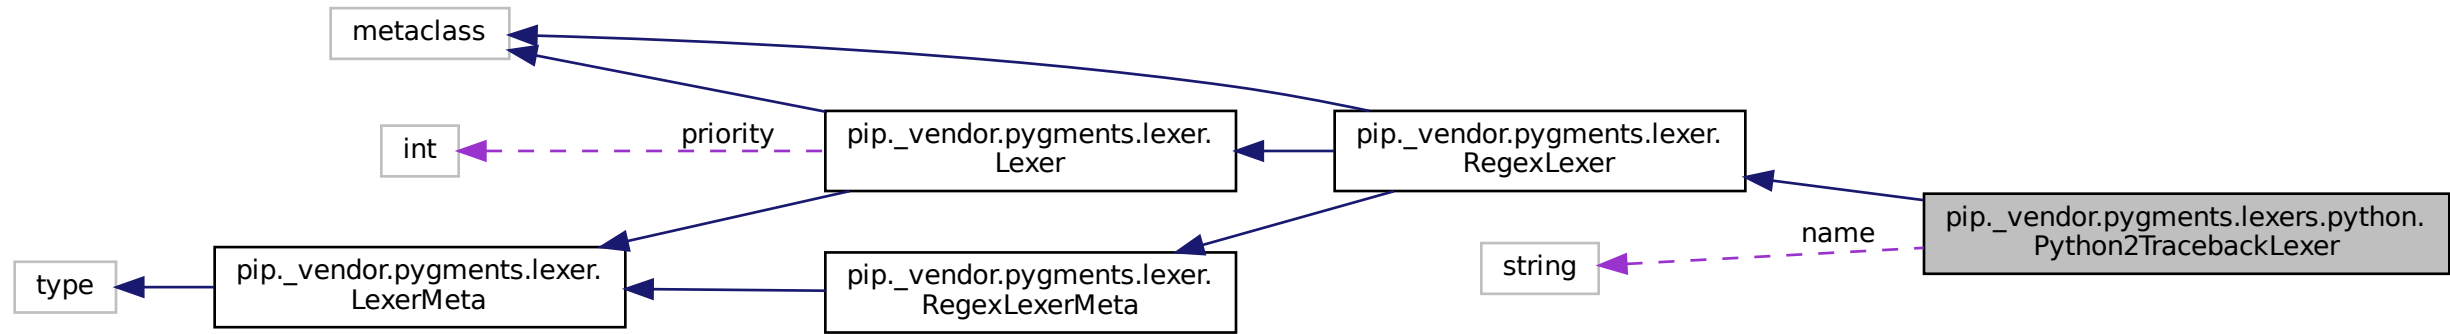 metaclass
int
priority
pip._vendor.pygments.lexer.
Lexer
pip._vendor.pygments.lexer.
RegexLexer
type
pip._vendor.pygments.lexer.
LexerMeta
pip._vendor.pygments.lexer.
RegexLexerMeta
string
name
pip._vendor.pygments.lexers.python.
Python2TracebackLexer